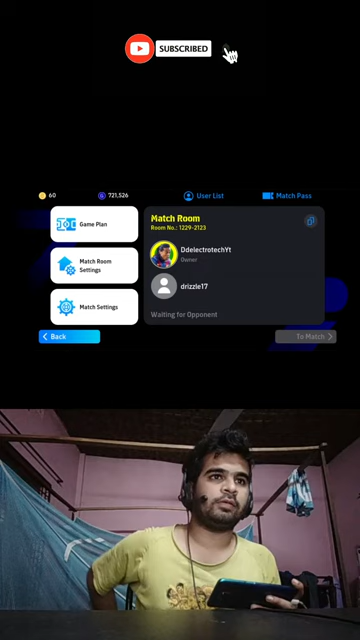 SUBSCRIBED
60
721,526
User List
Match Pass
Game Plan
Match Room
Settings
Match Settings
Match Room
Room No.: 1229-2123
DdelectrotechYt
Owner
drizzle17
Waiting for Opponent
Back
To Match